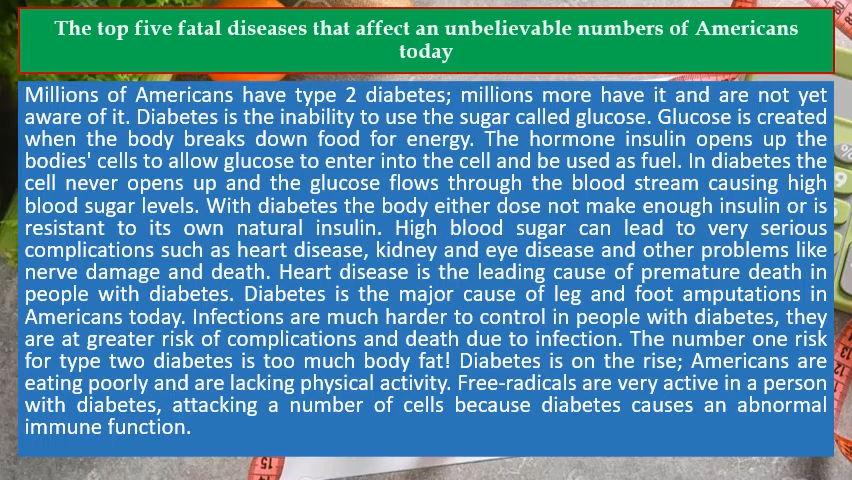 The top five fatal diseases that affect an unbelievable numbers of Americans
today
Millions of Americans have type 2 diabetes; millions more have it and are not yet
aware of it. Diabetes is the inability to use the sugar called glucose. Glucose is created
when the body breaks down food for energy. The hormone insulin opens up the
bodies' cells to allow glucose to enter into the cell and be used as fuel. In diabetes the
cell never opens up and the glucose flows through the blood stream causing high
blood sugar levels. With diabetes the body either dose not make enough insulin or is
resistant to its own natural insulin. High blood sugar can lead to very serious
complications such as heart disease, kidney and eye disease and other problems like
nerve damage and death. Heart disease is the leading cause of premature death in
people with diabetes. Diabetes is the major cause of leg and foot amputations in
Americans today. Infections are much harder to control in people with diabetes, they
are at greater risk of complications and death due to infection. The number one risk
for type two diabetes is too much body fat! Diabetes is on the rise; Americans are
eating poorly and are lacking physical activity. Free-radicals are very active in a person
with diabetes, attacking a number of cells because diabetes causes an abnormal
immune function.
15